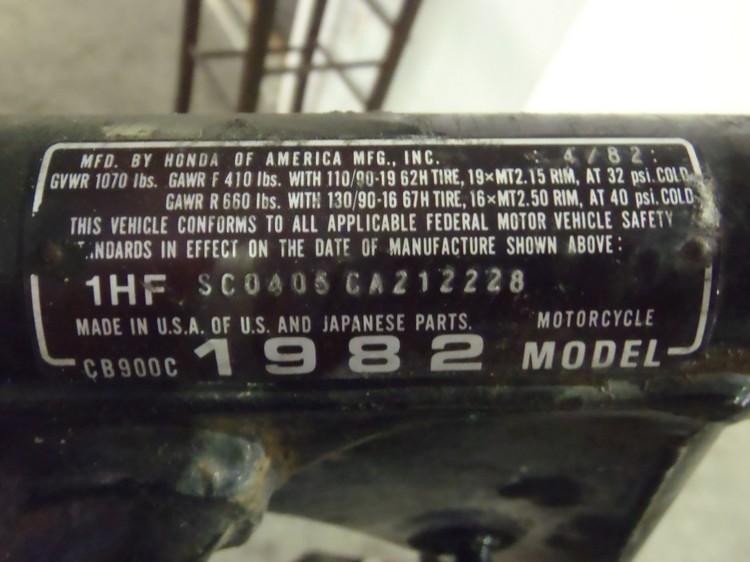 MFD. BY HONDA OF AMERICA MFG., INC. 4/82
GVWR 1070 lbs. GAWR F 410 lbs. WITH 110/90-19 62H TIRE, 19×MT2.15 RIM, AT 32 psi. COLD
GAWR R 660 lbs. WITH 130/90-16 67H TIRE, 16×MT2.50 RIM, AT 40 psi. COLD
THIS VEHICLE CONFORMS TO ALL APPLICABLE FEDERAL MOTOR VEHICLE SAFETY
ANDARDS IN EFFECT ON THE DATE OF MANUFACTURE SHOWN ABOVE:
1HF SC0405CA212228
MADE IN U.S.A. OF U.S. AND JAPANESE PARTS. MOTORCYCLE
CB900C 1982 MODEL